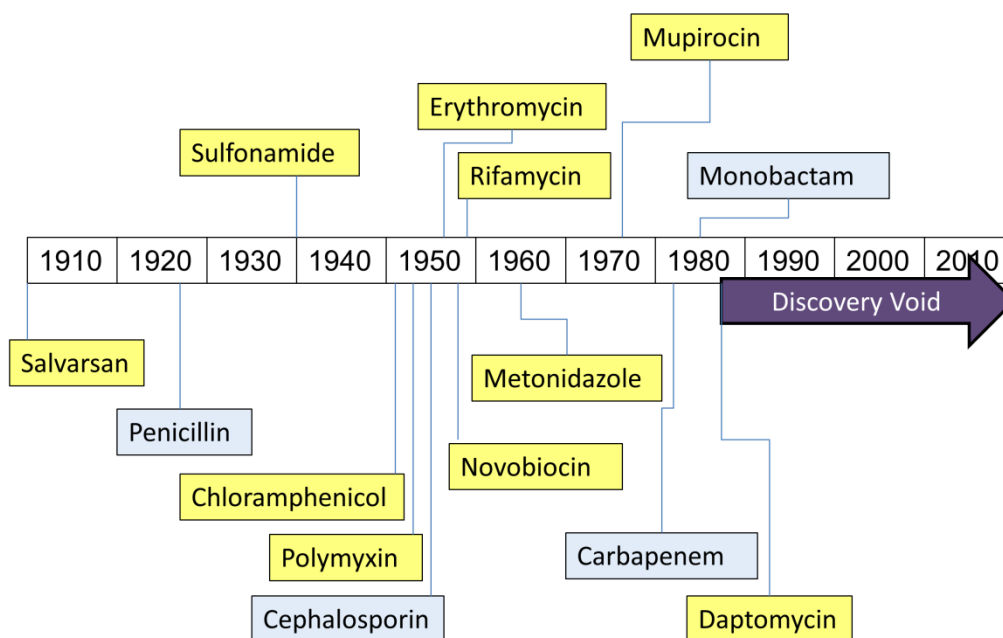 Mupirocin
Erythromycin
Sulfonamide
Rifamycin
Monobactam
1910 1920 1930 1940 1950 1960 1970 1980 1990 2000 2010
Discovery Void
Salvarsan
Metonidazole
Penicillin
Novobiocin
Chloramphenicol
Polymyxin
Carbapenem
Cephalosporin
Daptomycin